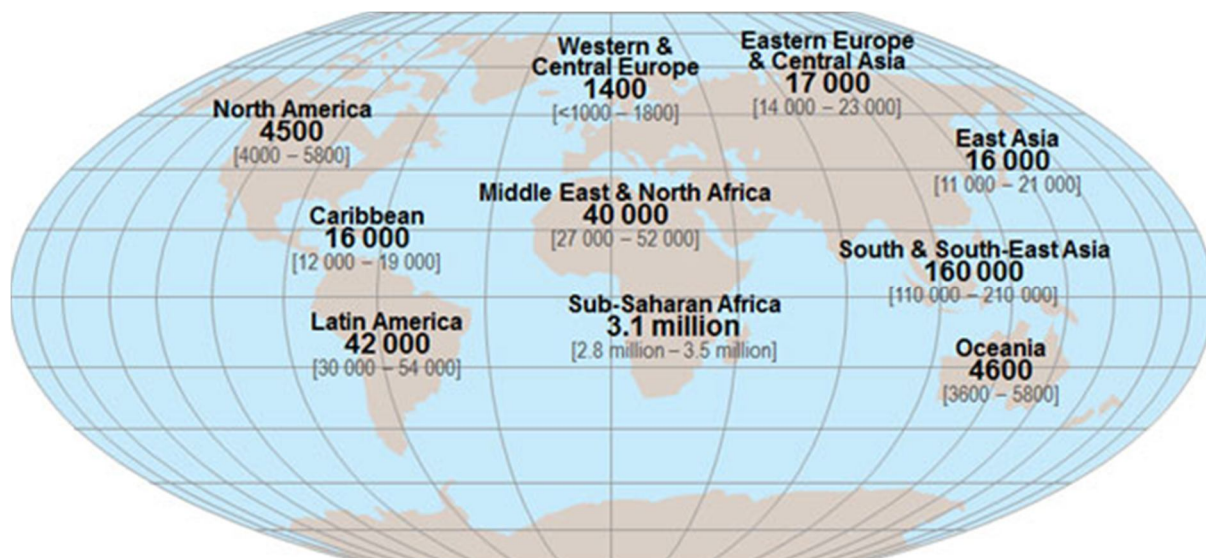 Western &
Central Europe
1400
[<1000 – 1800]
Eastern Europe
& Central Asia
17 000
[14 000 – 23 000]
North America
4500
[4000 – 5800]
East Asia
16 000
[11 000 – 21 000]
Middle East & North Africa
40 000
[27 000 – 52 000]
Caribbean
16 000
[12 000 – 19 000]
South & South-East Asia
160 000
[110 000 – 210 000]
Sub-Saharan Africa
3.1 million
[2.8 million – 3.5 million]
Latin America
42 000
[30 000 – 54 000]
Oceania
4600
[3600 – 5800]